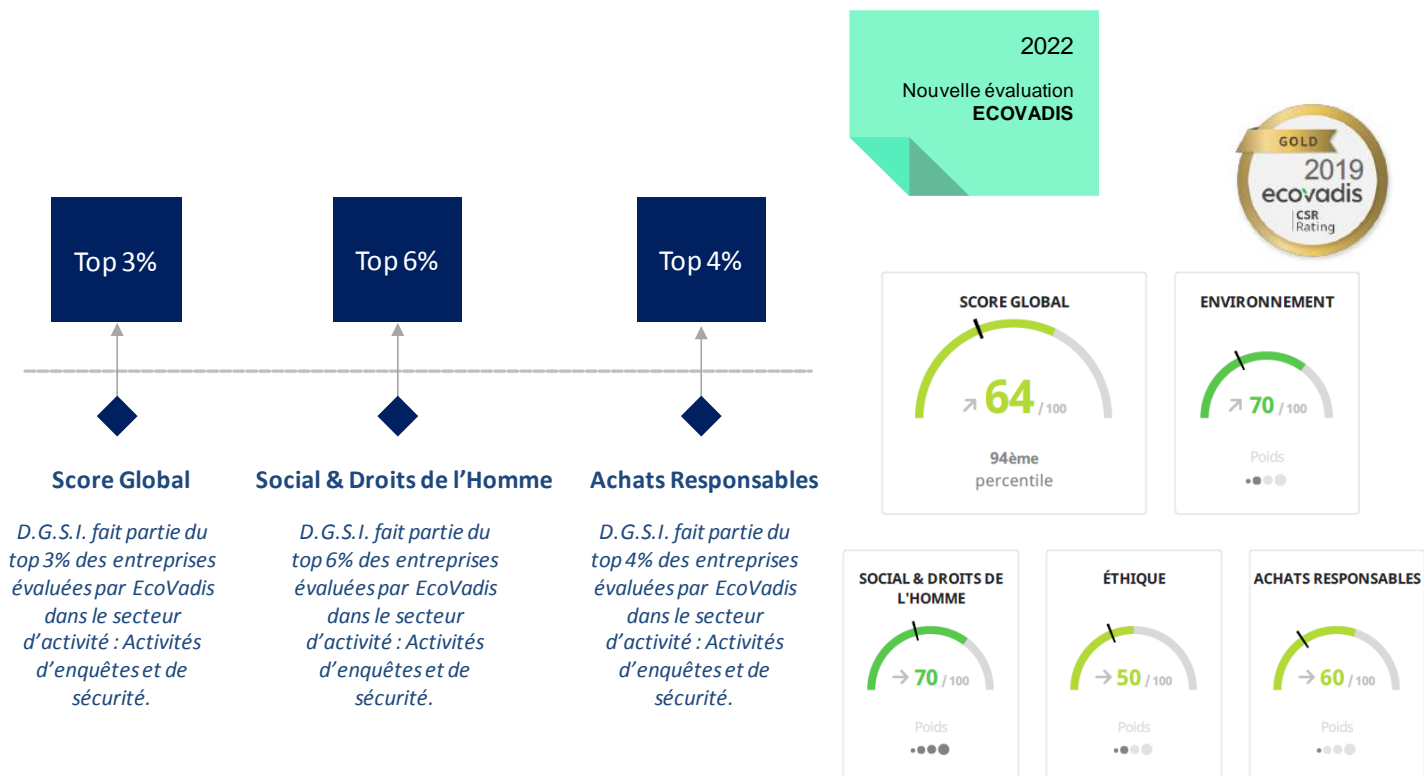 2022
Nouvelle évaluation
ECOVADIS
GOLD
2019
ecovadis
CSR
Rating
Top 3%
Top 6%
Top 4%
Score Global
D.G.S.I. fait partie du
top 3% des entreprises
évaluées par EcoVadis
dans le secteur
d'activité : Activités
d'enquêtes et de
sécurité.
Social & Droits de l'Homme
D.G.S.I. fait partie du
top 6% des entreprises
évaluées par EcoVadis
dans le secteur
d'activité : Activités
d'enquêtes et de
sécurité.
Achats Responsables
D.G.S.I. fait partie du
top 4% des entreprises
évaluées par EcoVadis
dans le secteur
d'activité : Activités
d'enquêtes et de
sécurité.
SCORE GLOBAL
↗ 64 / 100
94ème
percentile
ENVIRONNEMENT
↗ 70 / 100
Poids
SOCIAL & DROITS DE
L'HOMME
→ 70 / 100
Poids
ÉTHIQUE
→ 50 / 100
Poids
ACHATS RESPONSABLES
→ 60 / 100
Poids